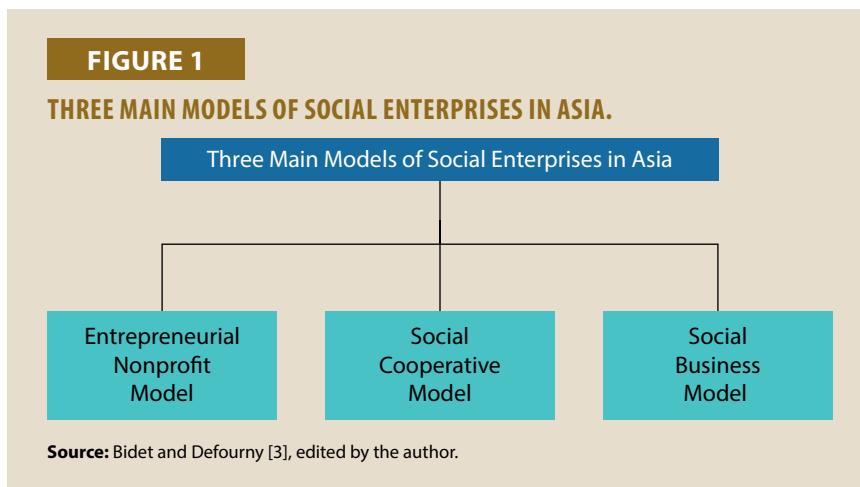 FIGURE 1
THREE MAIN MODELS OF SOCIAL ENTERPRISES IN ASIA.
Three Main Models of Social Enterprises in Asia
Entrepreneurial
Nonprofit
Model
Social
Cooperative
Model
Social
Business
Model
Source: Bidet and Defourny [3], edited by the author.